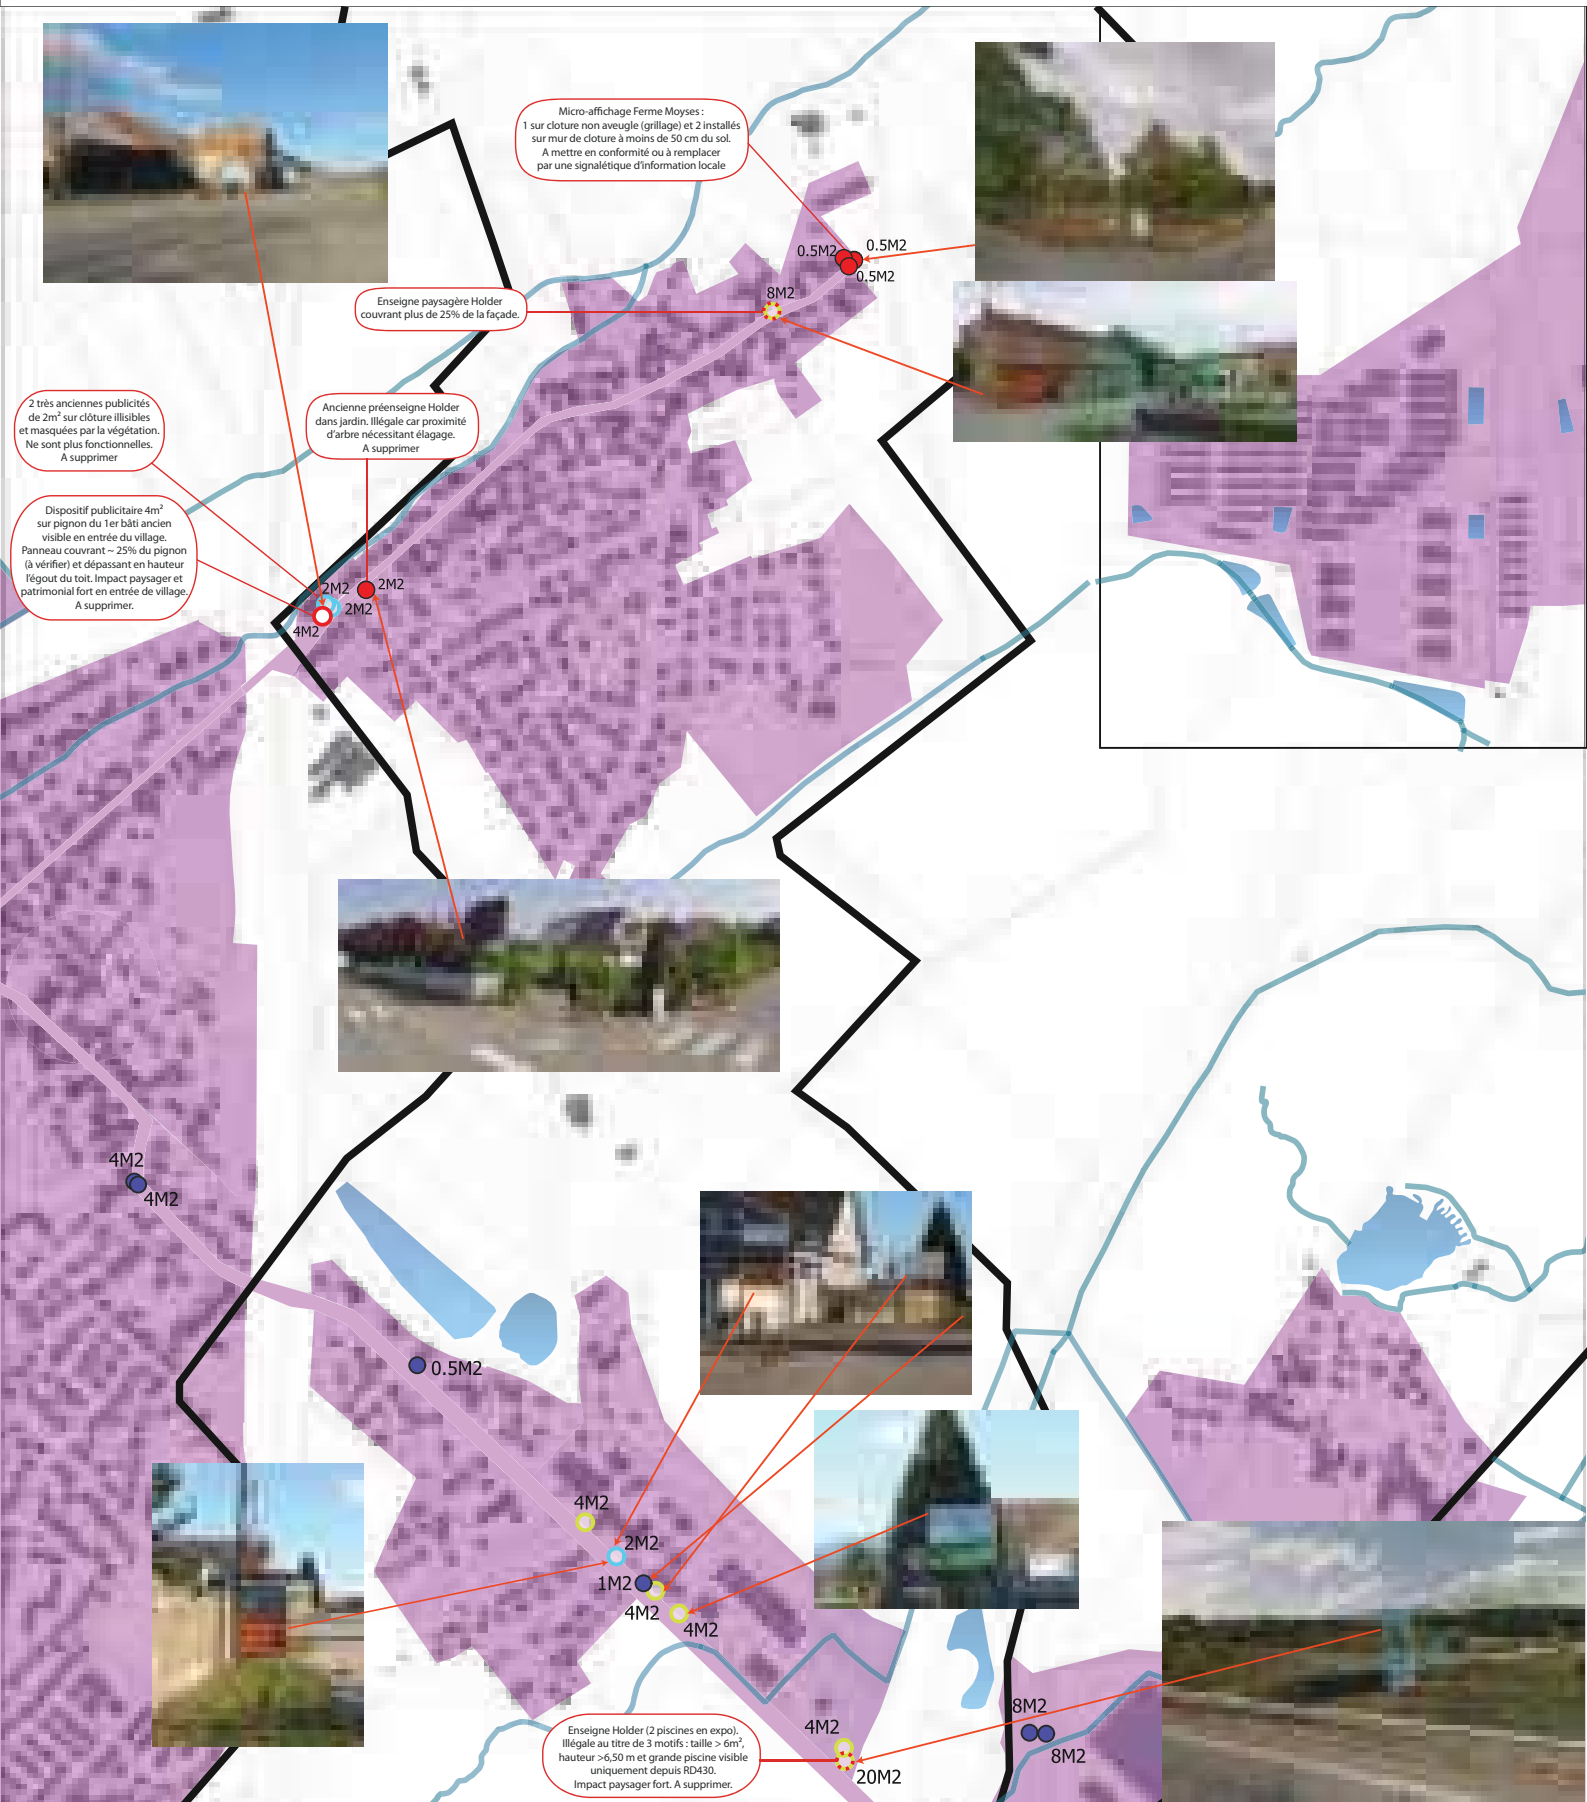 Micro-affichage Ferme Moyses :
1 sur cloture non aveugle (grillage) et 2 installés
sur mur de cloture à moins de 50 cm du sol.
A mettre en conformité ou à remplacer
par une signalétique d'information locale
0.5M2
0.5M2
0.5M2
8M2
Enseigne paysagère Holder
couvrant plus de 25% de la façade.
2 très anciennes publicités
de 2m² sur clôture illisibles
et masquées par la végétation.
Ne sont plus fonctionnelles.
A supprimer
Ancienne préenseigne Holder
dans jardin. Illégale car proximité
d'arbre nécessitant élagage.
A supprimer
Dispositif publicitaire 4m²
sur pignon du 1er bâti ancien
visible en entrée du village.
Panneau couvrant ~ 25% du pignon
(à vérifier) et dépassant en hauteur
l'égout du toit. Impact paysager et
patrimonial fort en entrée de village.
A supprimer.
2M2
2M2
2M2
4M2
4M2
4M2
0.5M2
4M2
2M2
1M2
4M2
4M2
Enseigne Holder (2 piscines en expo).
Illégale au titre de 3 motifs : taille > 6m²,
hauteur >6,50 m et grande piscine visible
uniquement depuis RD430.
Impact paysager fort. A supprimer.
4M2
20M2
8M2
8M2